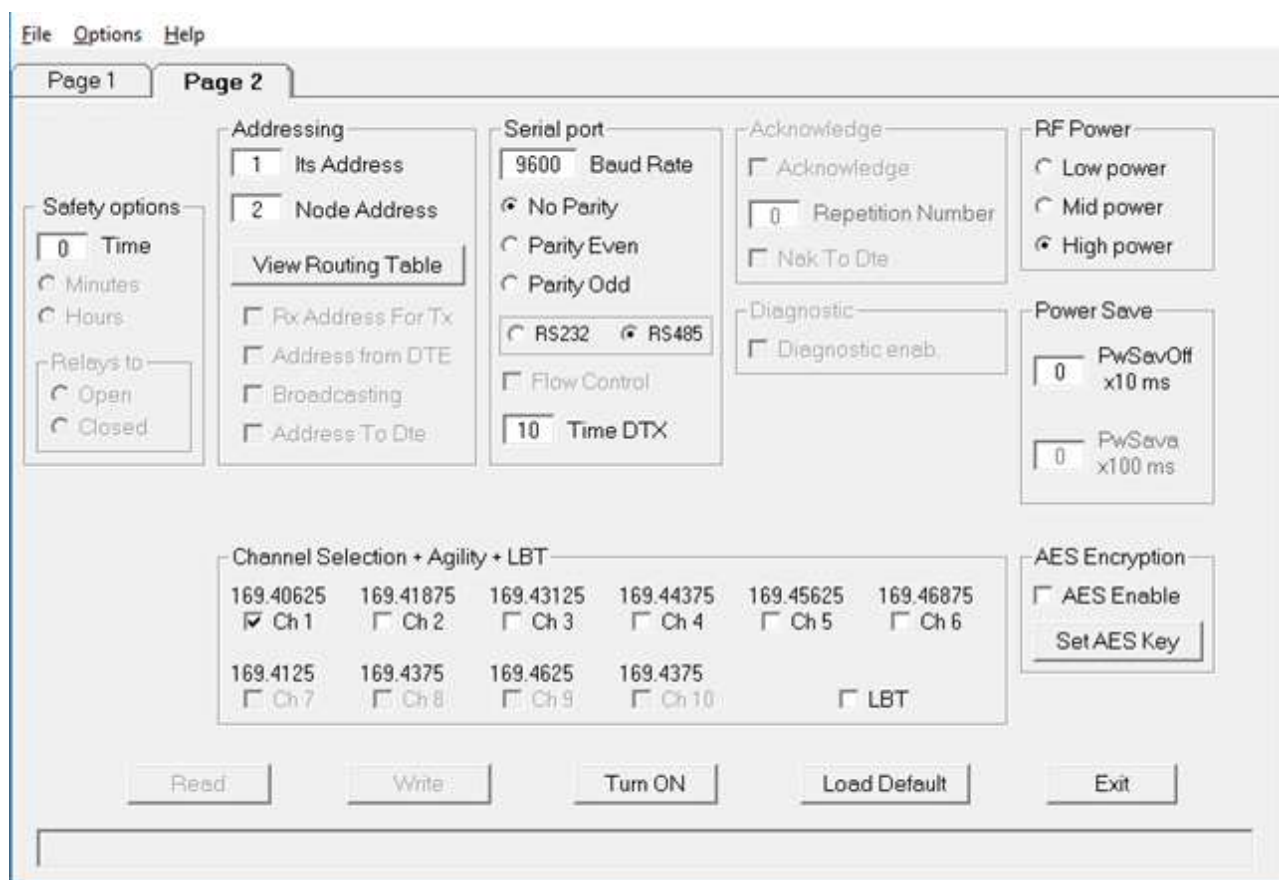 File Options Help
Page 1 Page 2
Safety options
0 Time
Minutes
Hours
Relays to
Open
Closed
Addressing
1 Its Address
2 Node Address
View Routing Table
Rx Address For Tx
Address from DTE
Broadcasting
Address To Dte
Serial port
9600 Baud Rate
No Parity
Parity Even
Parity Odd
RS232 RS485
Flow Control
10 Time DTX
Acknowledge
Acknowledge
0 Repetition Number
Nak To Dte
Diagnostic
Diagnostic enab.
RF Power
Low power
Mid power
High power
Power Save
0 PwSavOff
x10 ms
0 PwSava
x100 ms
Channel Selection + Agility + LBT
169.40625 169.41875 169.43125 169.44375 169.45625 169.46875
Ch 1 Ch 2 Ch 3 Ch 4 Ch 5 Ch 6
169.4125 169.4375 169.4625 169.4375
Ch 7 Ch 8 Ch 9 Ch 10 LBT
AES Encryption
AES Enable
Set AES Key
Read Write Turn ON Load Default Exit